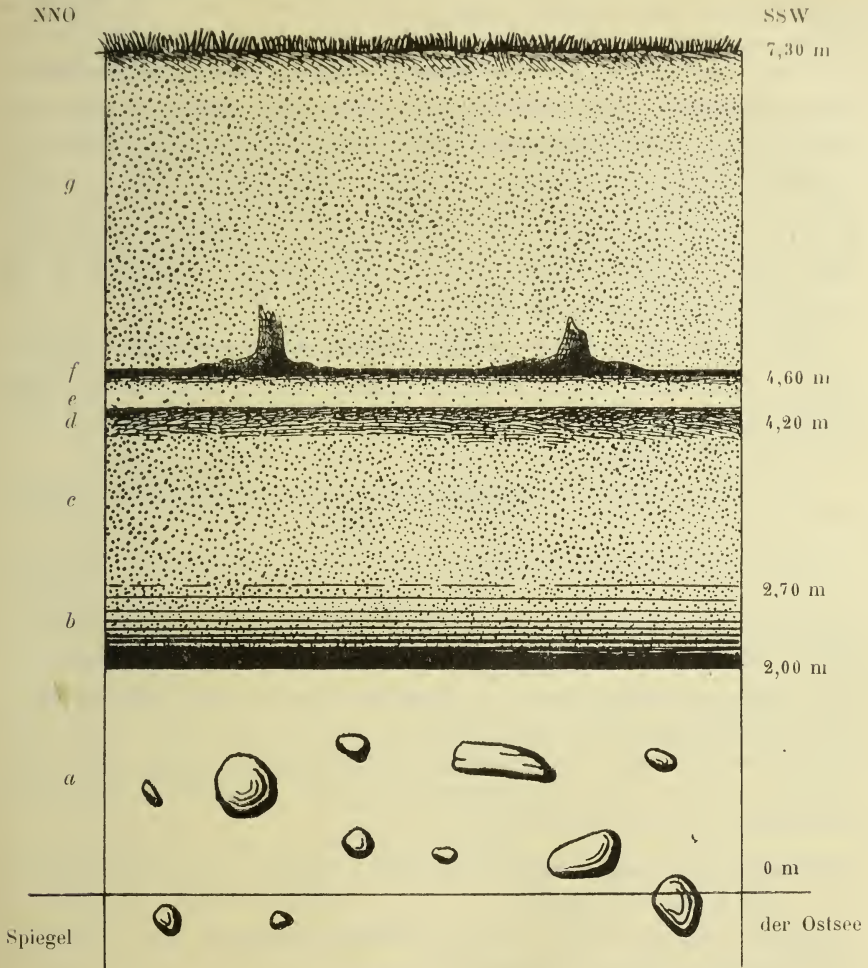 NNO SSW
7,30 m
g
f
4,60 m
e
d
4,20 m
c
2,70 m
b
2,00 m
a
0 m
Spiegel der Ostsee